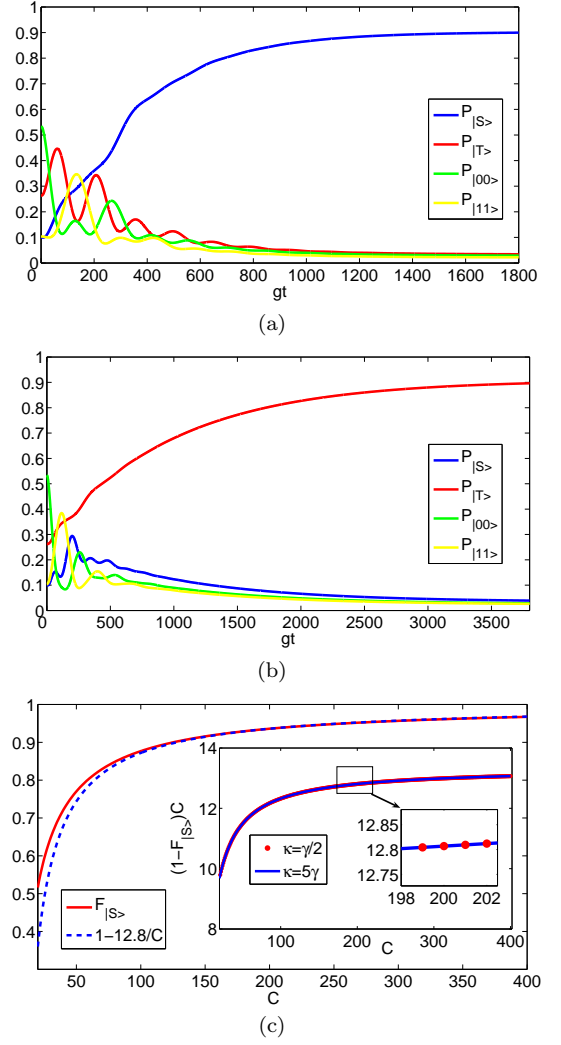 1
0.9
0.8
0.7
0.6
0.5
0.4
0.3
0.2
0.1
0
P|S>
P|T>
P|00>
P|11>
0 200 400 600 800 1000 1200 1400 1600 1800
gt
(a)
1
0.9
0.8
0.7
0.6
0.5
0.4
0.3
0.2
0.1
0
P|S>
P|T>
P|00>
P|11>
0 500 1000 1500 2000 2500 3000 3500
gt
(b)
1
0.9
0.8
0.7
0.6
0.5
0.4
F|S>
1−12.8/C
50 100 150 200 250 300 350 400
C
14
12
10
8
(1−F|S>)C
κ=γ/2
κ=5γ
12.85
12.8
12.75
198 200 202
100 200 300 400
C
(c)